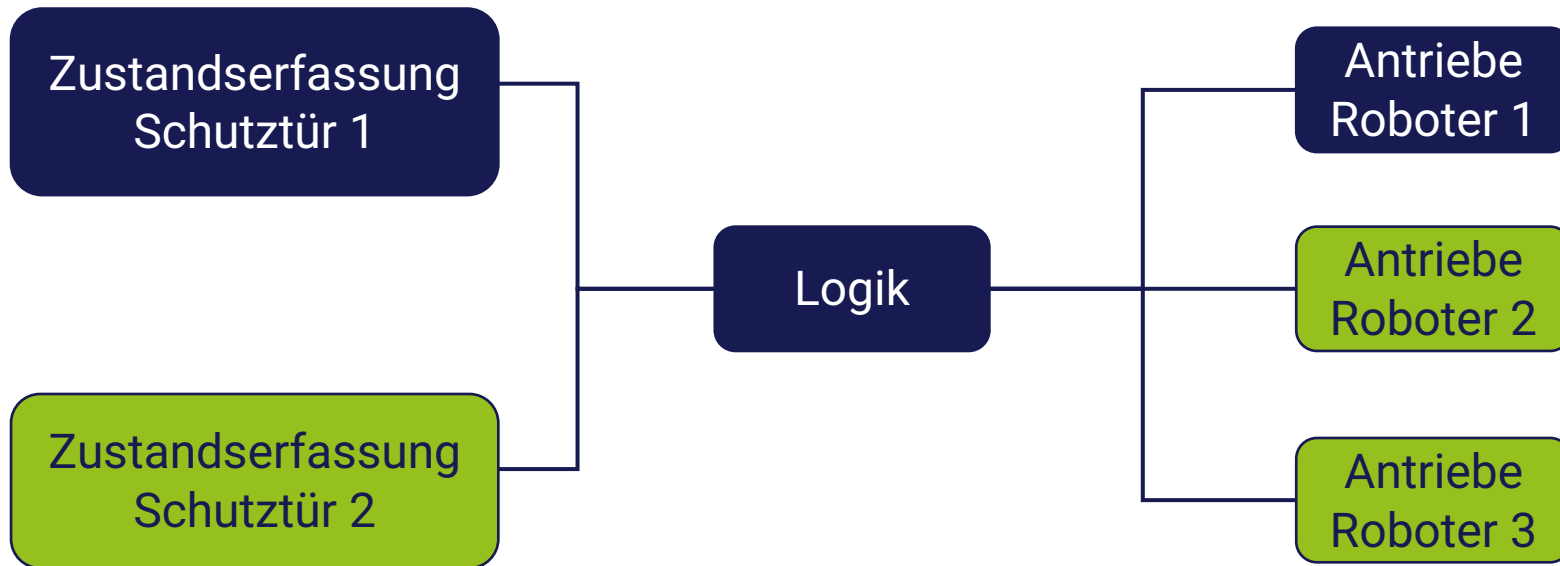 Zustandserfassung
Schutztür 1
Zustandserfassung
Schutztür 2
Logik
Antriebe
Roboter 1
Antriebe
Roboter 2
Antriebe
Roboter 3